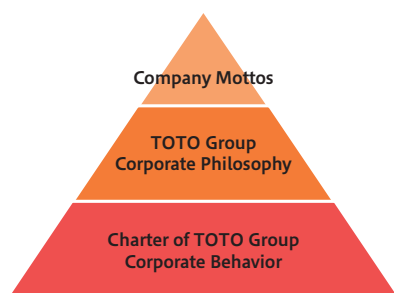 Company Mottos
TOTO Group
Corporate Philosophy
Charter of TOTO Group
Corporate Behavior